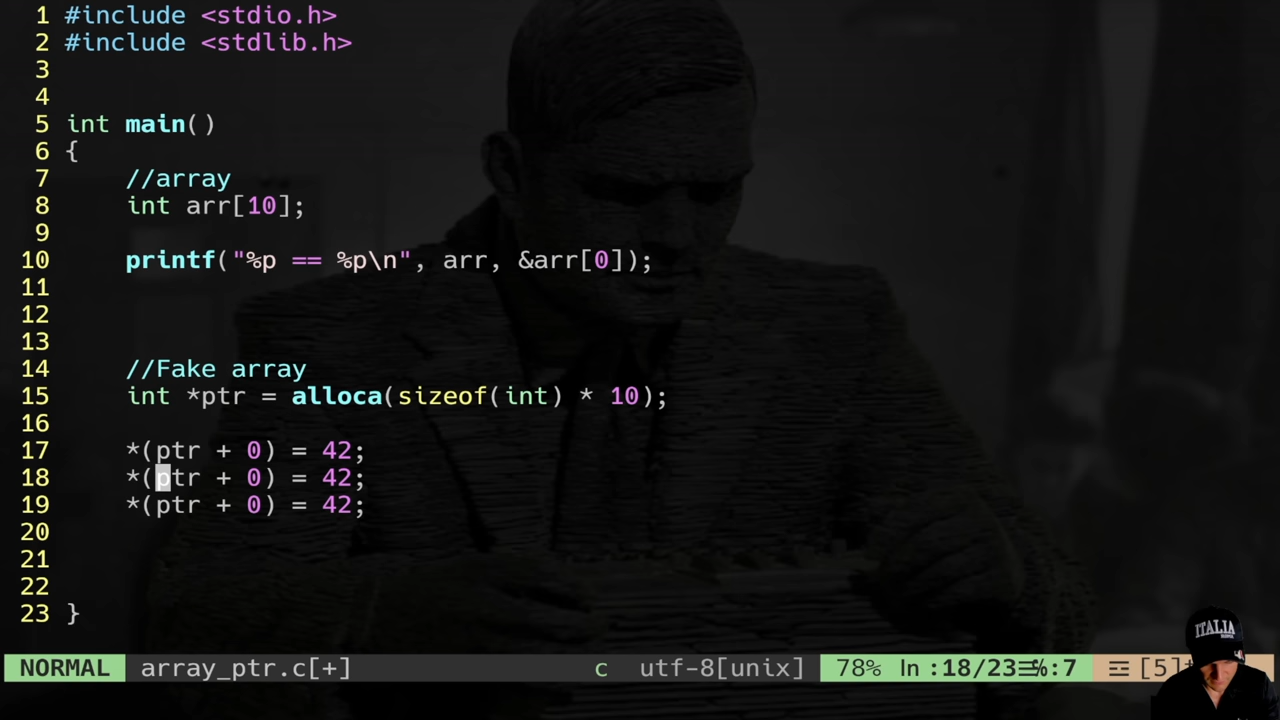 1 #include <stdio.h>
2 #include <stdlib.h>
3
4
5 int main()
6 {
7 //array
8 int arr[10];
9
10 printf("%p == %p\n", arr, &arr[0]);
11
12
13
14 //Fake array
15 int *ptr = alloca(sizeof(int) * 10);
16
17 *(ptr + 0) = 42;
18 *(ptr + 0) = 42;
19 *(ptr + 0) = 42;
20
21
22
23 }
NORMAL array_ptr.c[+] c utf-8[unix] 78% ln :18/23≡%:7 ☲ [5]
ITALIA